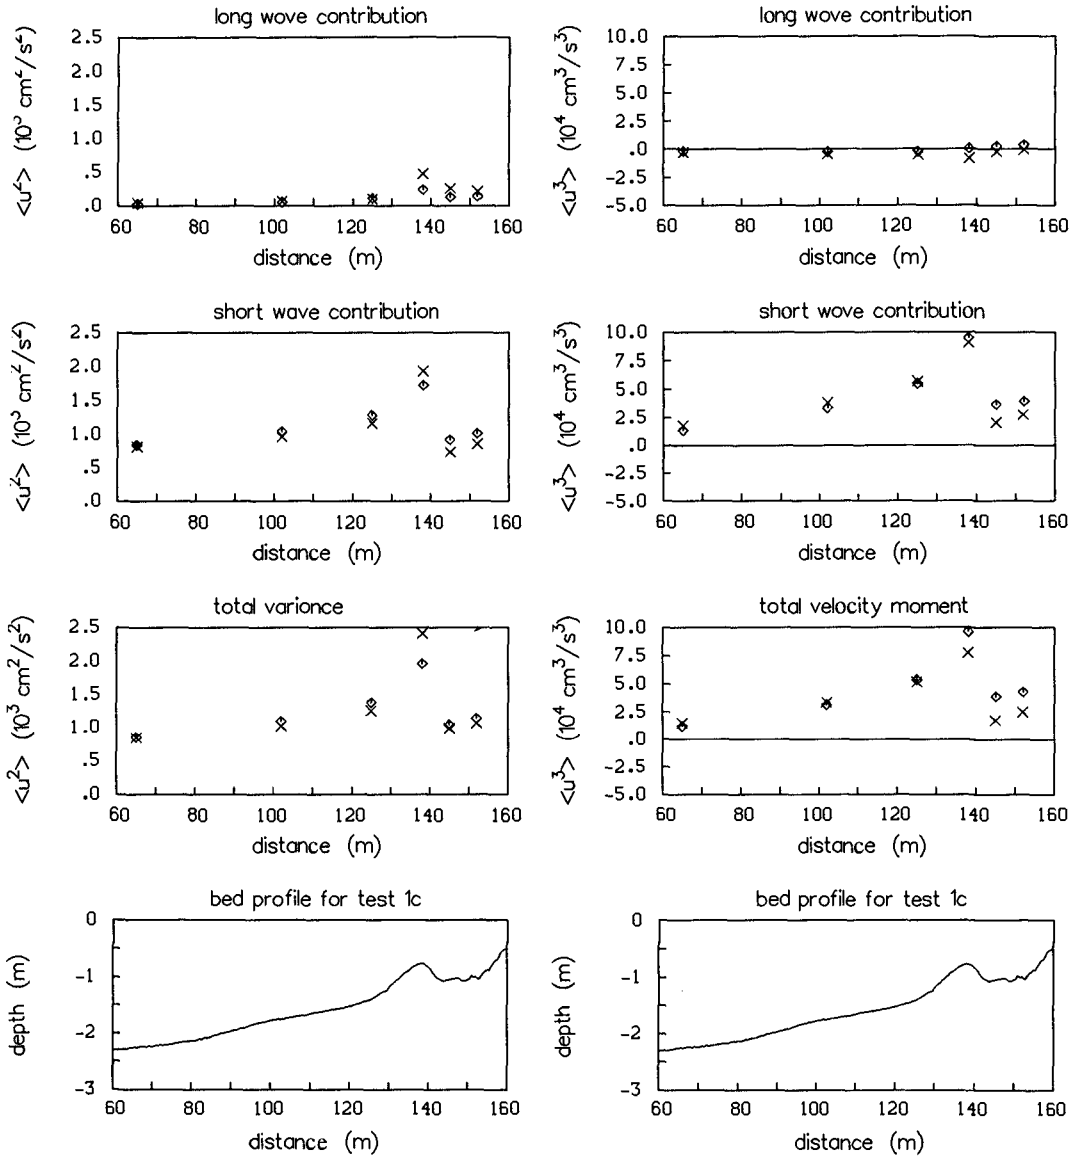 long wave contribution
<u²> (10³ cm²/s²)
2.5
2.0
1.5
1.0
.5
.0
60 80 100 120 140 160
distance (m)
long wave contribution
<u³> (10⁴ cm³/s³)
10.0
7.5
5.0
2.5
.0
-2.5
-5.0
60 80 100 120 140 160
distance (m)
short wave contribution
<u²> (10³ cm²/s²)
2.5
2.0
1.5
1.0
.5
.0
60 80 100 120 140 160
distance (m)
short wave contribution
<u³> (10⁴ cm³/s³)
10.0
7.5
5.0
2.5
.0
-2.5
-5.0
60 80 100 120 140 160
distance (m)
total variance
<u²> (10³ cm²/s²)
2.5
2.0
1.5
1.0
.5
.0
60 80 100 120 140 160
distance (m)
total velocity moment
<u³> (10⁴ cm³/s³)
10.0
7.5
5.0
2.5
.0
-2.5
-5.0
60 80 100 120 140 160
distance (m)
bed profile for test 1c
depth (m)
0
-1
-2
-3
60 80 100 120 140 160
distance (m)
bed profile for test 1c
depth (m)
0
-1
-2
-3
60 80 100 120 140 160
distance (m)